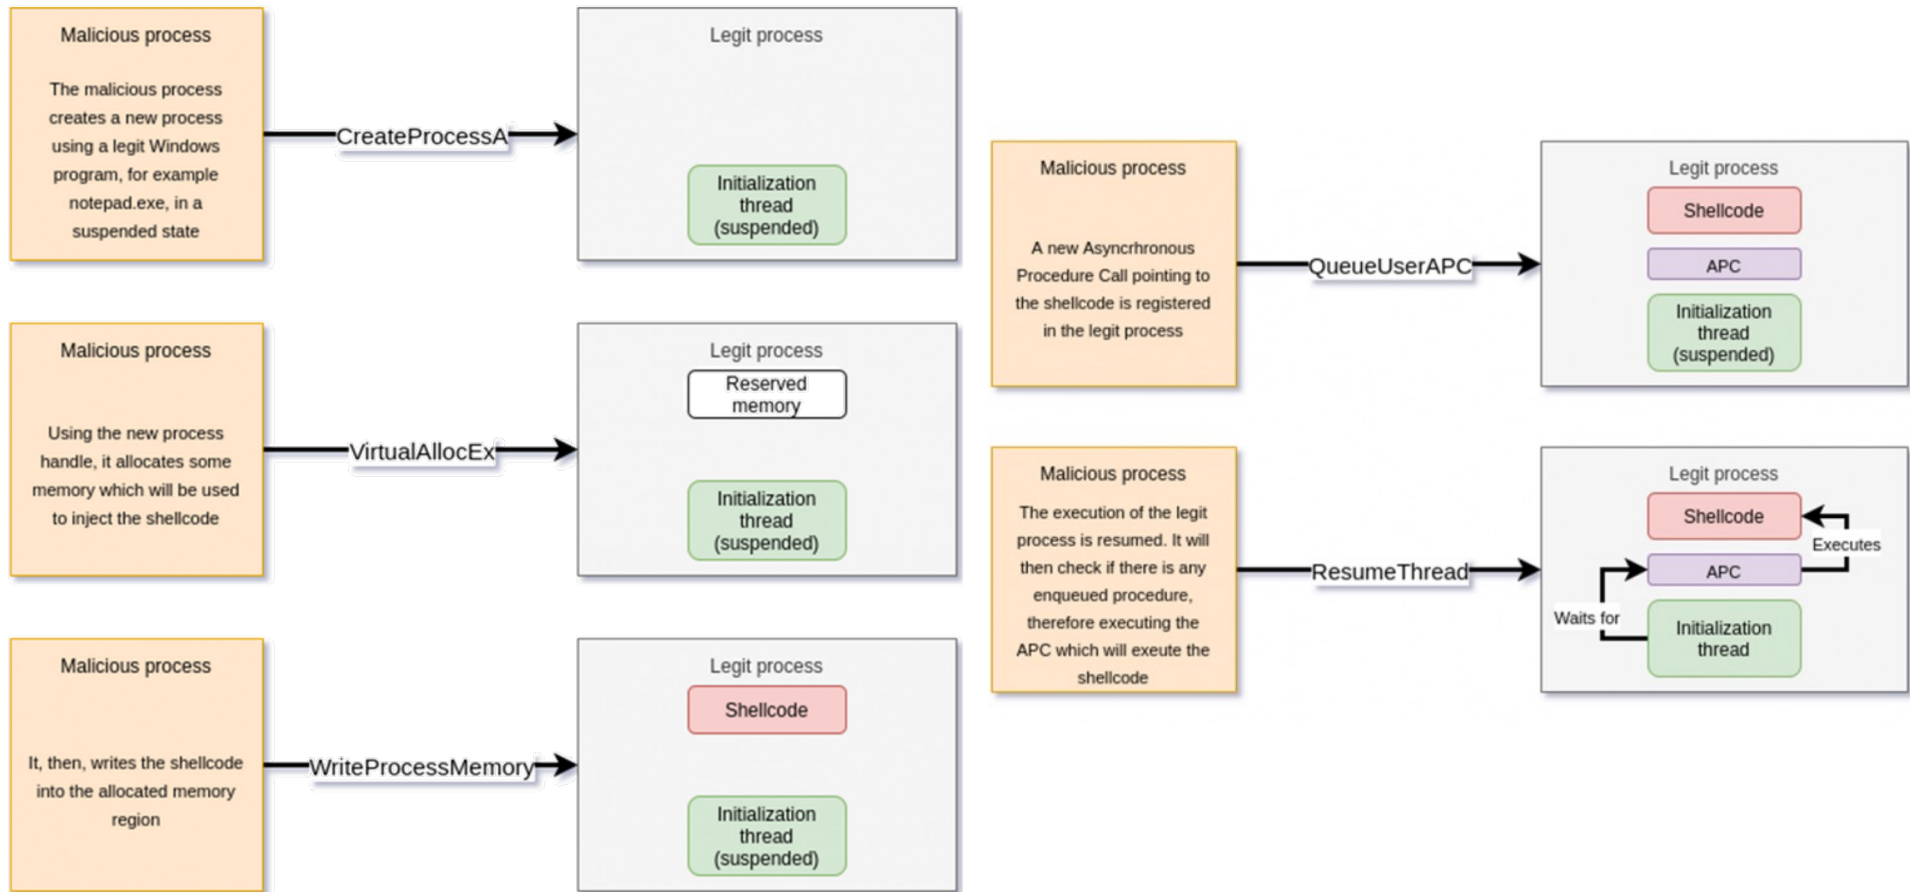 Malicious process
The malicious process
creates a new process
using a legit Windows
program, for example
notepad.exe, in a
suspended state
CreateProcessA
Legit process
Initialization
thread
(suspended)
Malicious process
Using the new process
handle, it allocates some
memory which will be used
to inject the shellcode
VirtualAllocEx
Legit process
Reserved
memory
Initialization
thread
(suspended)
Malicious process
It, then, writes the shellcode
into the allocated memory
region
WriteProcessMemory
Legit process
Shellcode
Initialization
thread
(suspended)
Malicious process
A new Asyncrhronous
Procedure Call pointing to
the shellcode is registered
in the legit process
QueueUserAPC
Legit process
Shellcode
APC
Initialization
thread
(suspended)
Malicious process
The execution of the legit
process is resumed. It will
then check if there is any
enqueued procedure,
therefore executing the
APC which will exeute the
shellcode
ResumeThread
Legit process
Shellcode
Executes
APC
Waits for
Initialization
thread